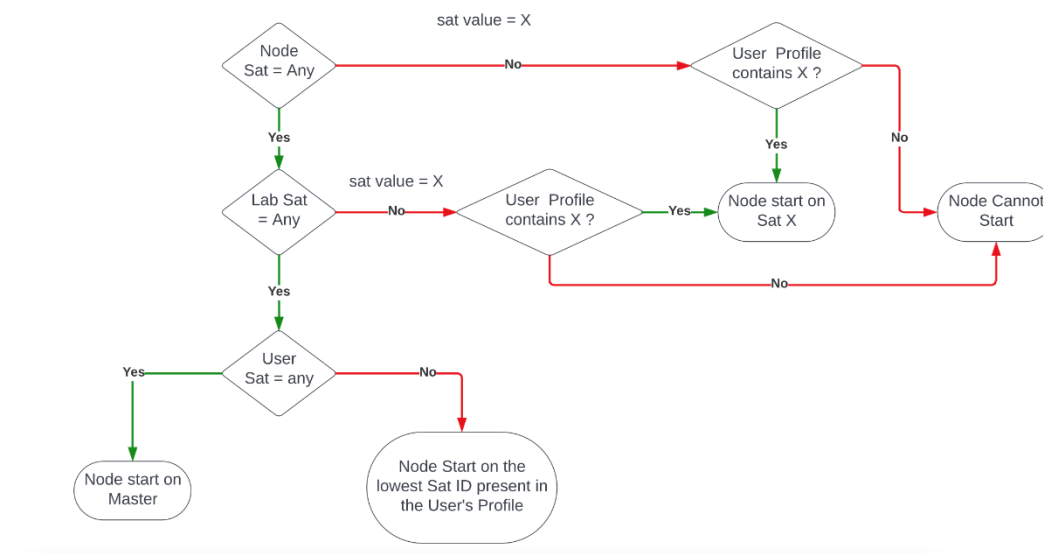 sat value = X
Node
Sat = Any
No
User  Profile
contains X ?
Yes
Yes
No
sat value = X
Lab Sat
= Any
No
User  Profile
contains X ?
Yes
Node start on
Sat X
Node Cannot
Start
Yes
No
User
Sat = any
Yes
No
Node start on
Master
Node Start on the
lowest Sat ID present in
the User's Profile